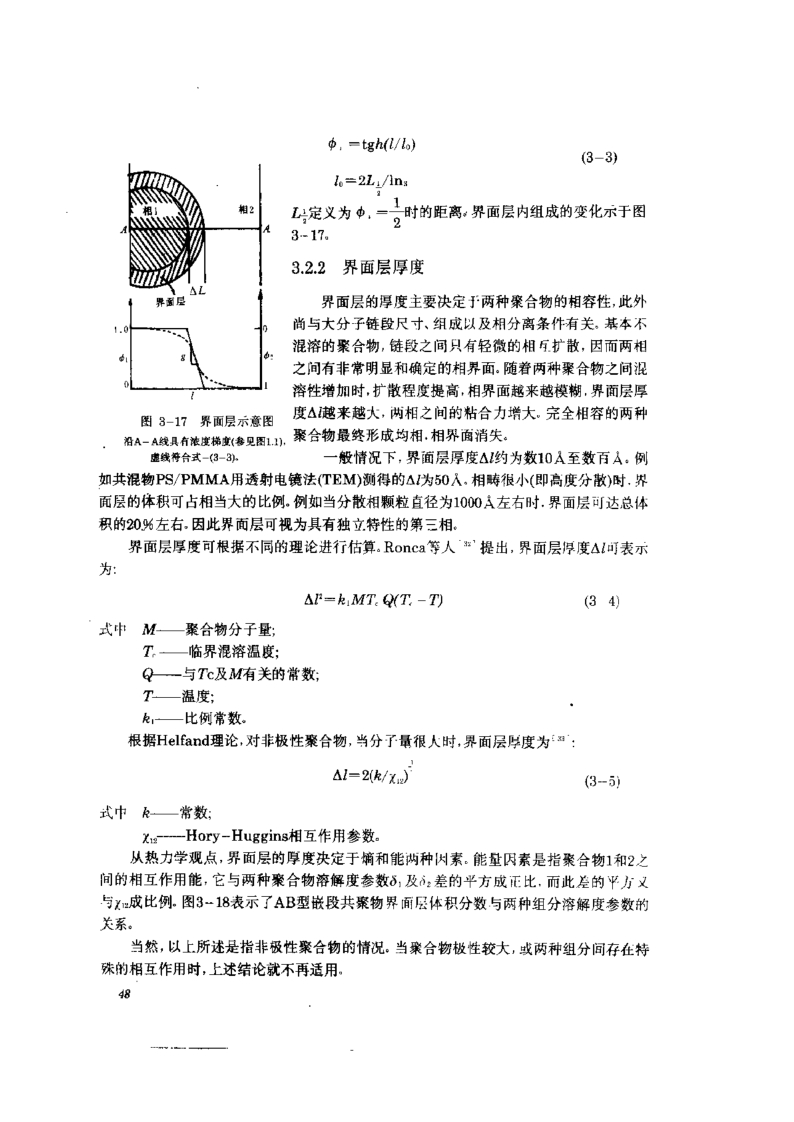 φ₁=tgh(l/l₀)
(3-3)
l₀=2L½/ln₃
L½定义为φ₁=1/2时的距离。界面层内组成的变化示于图
3-17。
相1
相2
A
A
界面层
ΔL
1.0
0
φ₁
s
φ₂
0
1
l
图 3-17 界面层示意图
沿A-A线具有浓度梯度(参见图1.1),
虚线符合式-(3-3)。
3.2.2 界面层厚度
界面层的厚度主要决定于两种聚合物的相容性,此外
尚与大分子链段尺寸、组成以及相分离条件有关。基本不
混溶的聚合物,链段之间只有轻微的相互扩散,因而两相
之间有非常明显和确定的相界面。随着两种聚合物之间混
溶性增加时,扩散程度提高,相界面越来越模糊,界面层厚
度Δl越来越大,两相之间的粘合力增大。完全相容的两种
聚合物最终形成均相,相界面消失。
一般情况下,界面层厚度Δl约为数10Å至数百Å。例
如共混物PS/PMMA用透射电镜法(TEM)测得的Δl为50Å。相畴很小(即高度分散)时,界
面层的体积可占相当大的比例。例如当分散相颗粒直径为1000Å左右时,界面层可达总体
积的20%左右。因此界面层可视为具有独立特性的第三相。
界面层厚度可根据不同的理论进行估算。Ronca等人[32]提出,界面层厚度Δl可表示
为:
Δl²=k₁MT꜀Q(T꜀-T)
(3 4)
式中 M——聚合物分子量;
T꜀——临界混溶温度;
Q——与Tc及M有关的常数;
T——温度;
k₁——比例常数。
根据Helfand理论,对非极性聚合物,当分子量很大时,界面层厚度为[33]:
Δl=2(k/χ₁₂)
(3-5)
式中 k——常数;
χ₁₂——Hory-Huggins相互作用参数。
从热力学观点,界面层的厚度决定于熵和能两种因素。能量因素是指聚合物1和2之
间的相互作用能,它与两种聚合物溶解度参数δ₁及δ₂差的平方成正比,而此差的平方又
与χ₁₂成比例。图3-18表示了AB型嵌段共聚物界面层体积分数与两种组分溶解度参数的
关系。
当然,以上所述是指非极性聚合物的情况。当聚合物极性较大,或两种组分间存在特
殊的相互作用时,上述结论就不再适用。
48